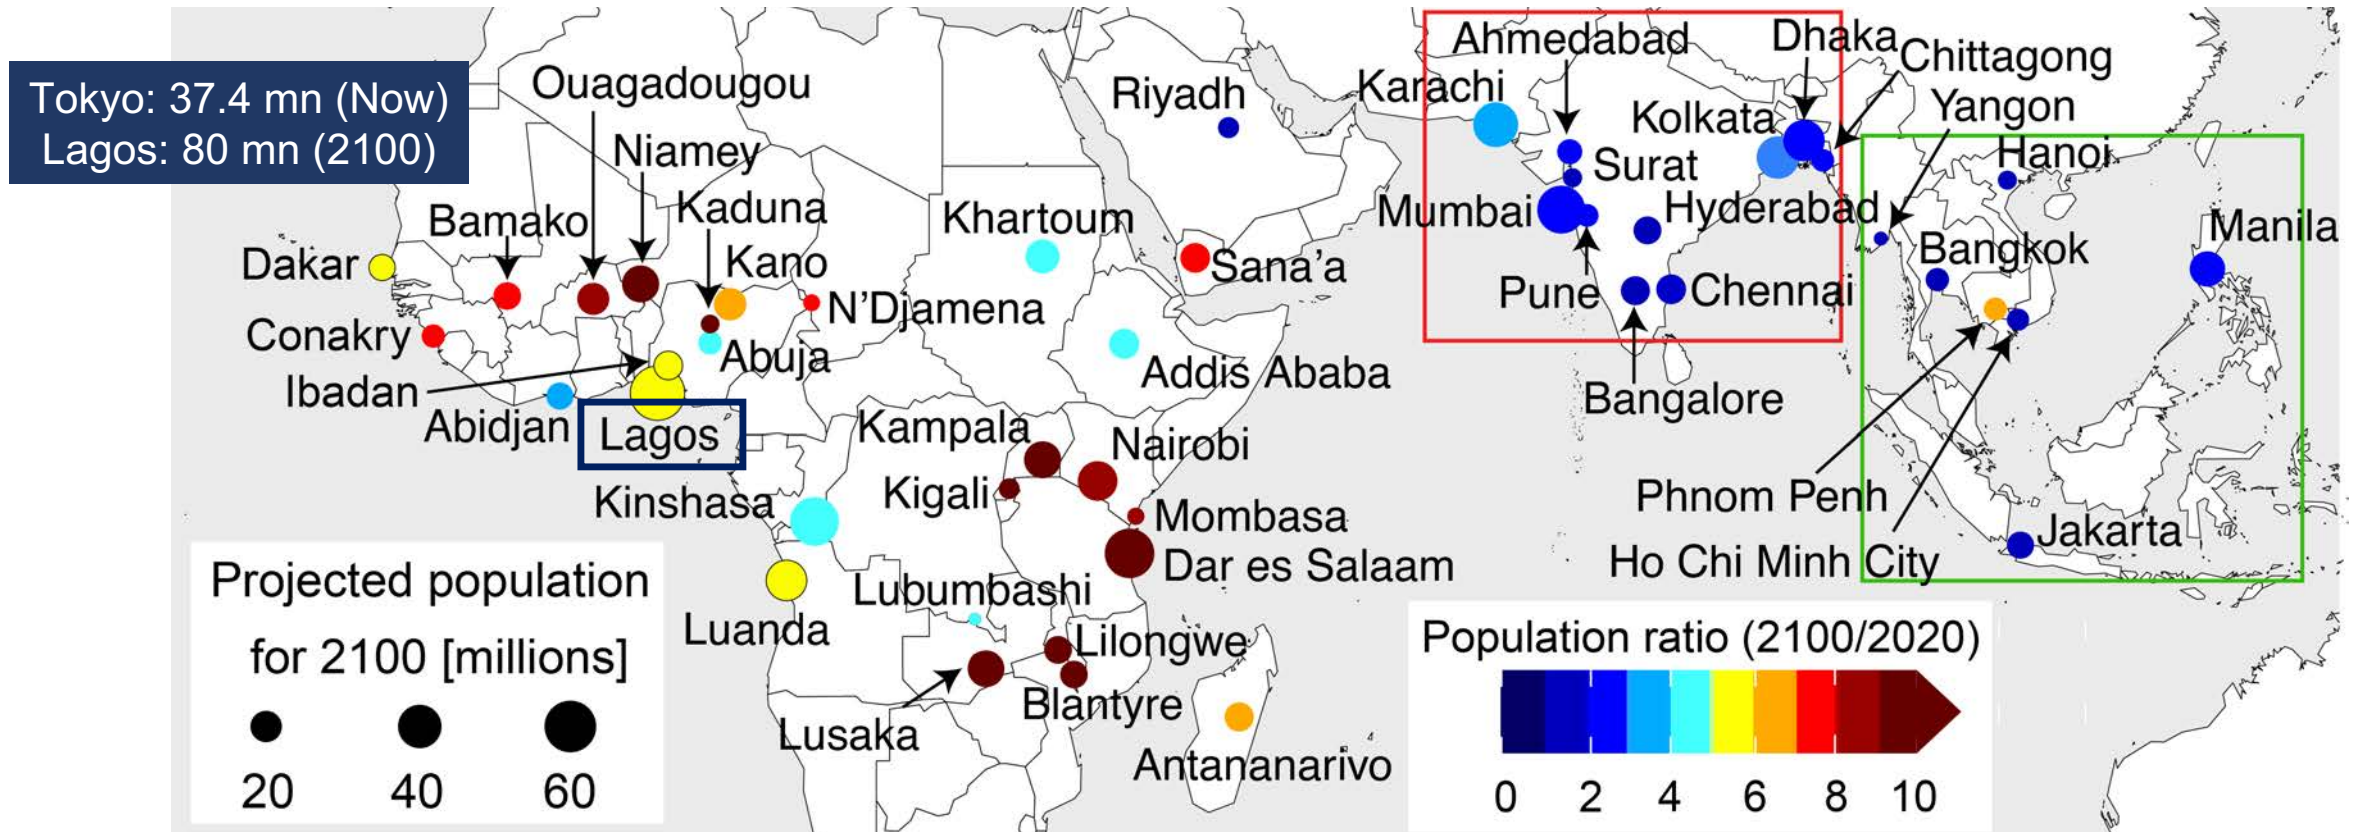 Tokyo: 37.4 mn (Now)
Lagos: 80 mn (2100)
Ouagadougou
Niamey
Bamako
Kaduna
Kano
Dakar
N'Djamena
Conakry
Abuja
Ibadan
Abidjan
Lagos
Khartoum
Riyadh
Sana'a
Addis Ababa
Kampala
Nairobi
Kigali
Kinshasa
Mombasa
Dar es Salaam
Luanda
Lubumbashi
Lilongwe
Blantyre
Lusaka
Antananarivo
Karachi
Ahmedabad
Dhaka
Chittagong
Kolkata
Surat
Mumbai
Hyderabad
Pune
Chennai
Bangalore
Yangon
Hanoi
Bangkok
Manila
Phnom Penh
Ho Chi Minh City
Jakarta
Projected population
for 2100 [millions]
20 40 60
Population ratio (2100/2020)
0 2 4 6 8 10